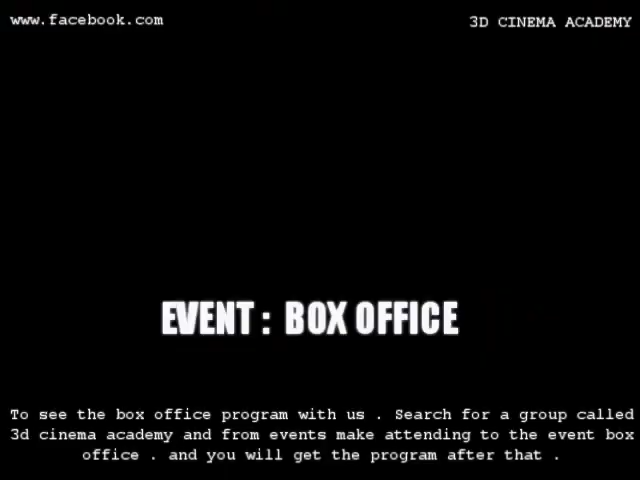 www.facebook.com
3D CINEMA ACADEMY
EVENT : BOX OFFICE
To see the box office program with us . Search for a group called
3d cinema academy and from events make attending to the event box
office . and you will get the program after that .